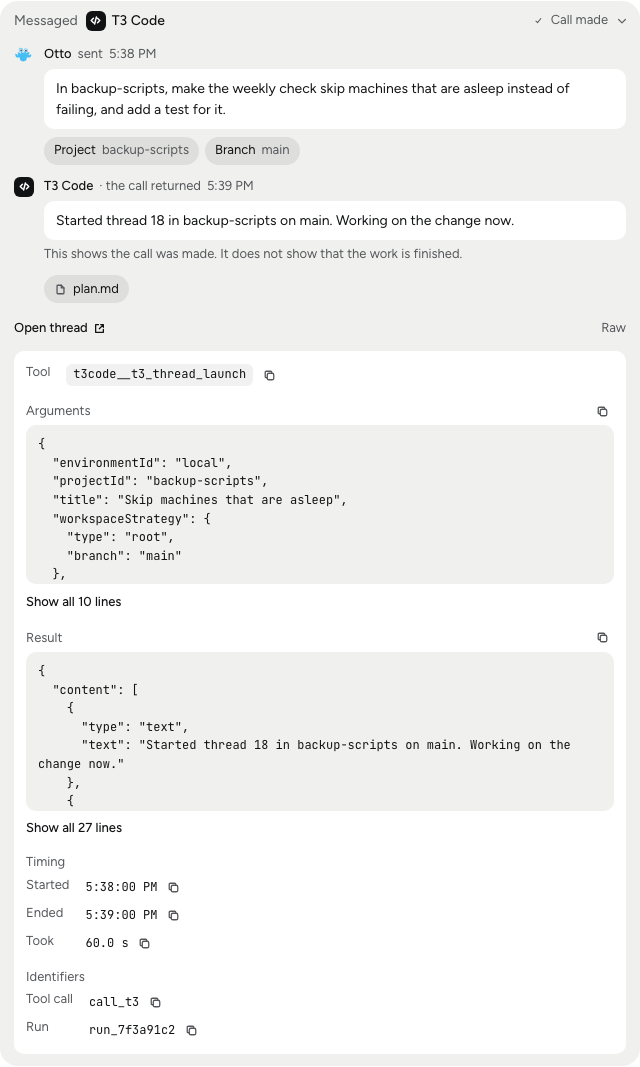 Messaged T3 Code Call made
Otto sent 5:38 PM
In backup-scripts, make the weekly check skip machines that are asleep instead of
failing, and add a test for it.
Project backup-scripts Branch main
T3 Code · the call returned 5:39 PM
Started thread 18 in backup-scripts on main. Working on the change now.
This shows the call was made. It does not show that the work is finished.
plan.md
Open thread Raw
Tool t3code__t3_thread_launch
Arguments
{
  "environmentId": "local",
  "projectId": "backup-scripts",
  "title": "Skip machines that are asleep",
  "workspaceStrategy": {
    "type": "root",
    "branch": "main"
  },
Show all 10 lines
Result
{
  "content": [
    {
      "type": "text",
      "text": "Started thread 18 in backup-scripts on main. Working on the
change now."
    },
    {
Show all 27 lines
Timing
Started 5:38:00 PM
Ended 5:39:00 PM
Took 60.0 s
Identifiers
Tool call call_t3
Run run_7f3a91c2